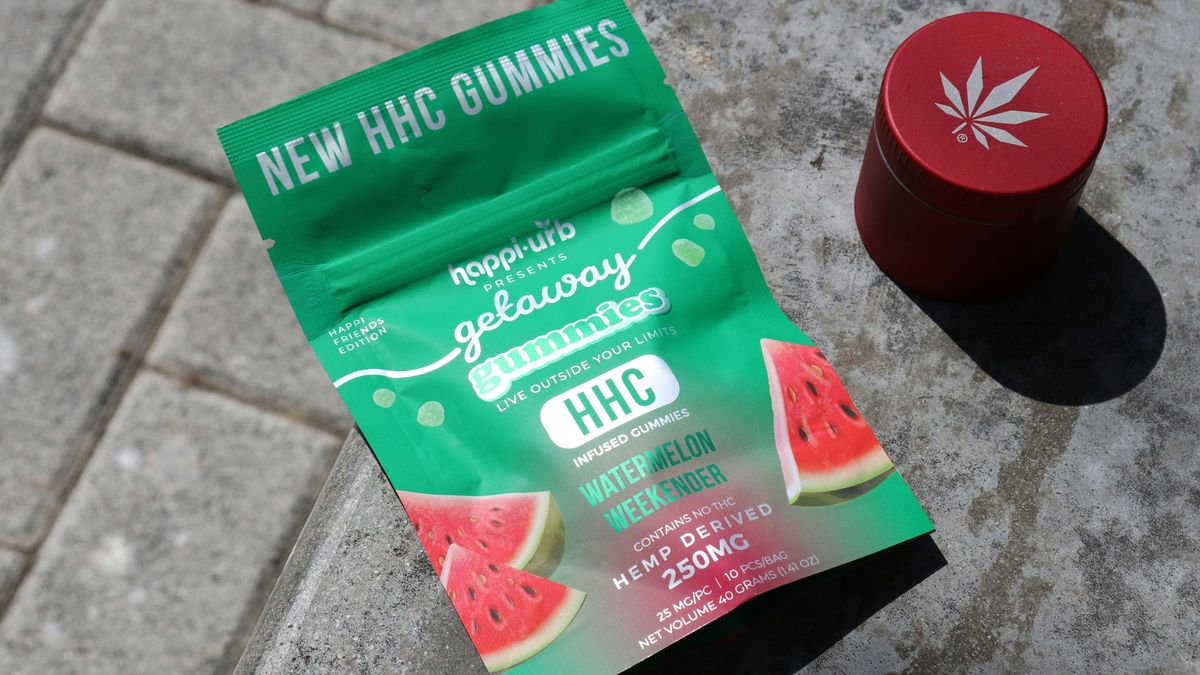 NEW HHC GUMMIES
happi·urb
PRESENTS
getaway
gummies
LIVE OUTSIDE YOUR LIMITS
HAPPI
FRIENDS
EDITION
HHC
INFUSED GUMMIES
WATERMELON
WEEKENDER
CONTAINS NO THC
HEMP DERIVED
250MG
25 MG/PC | 10 PCS/BAG
NET VOLUME 40 GRAMS (1.41 OZ)
®